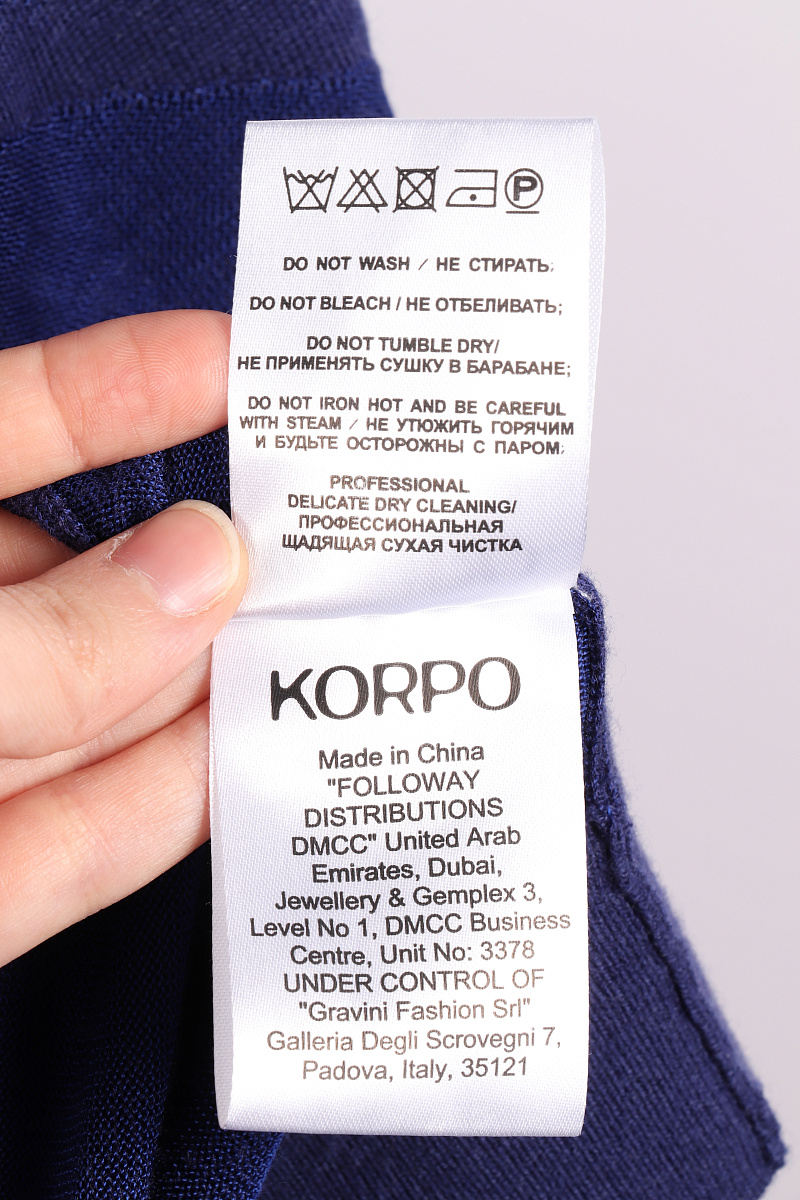 P
DO NOT WASH / НЕ СТИРАТЬ;
DO NOT BLEACH / НЕ ОТБЕЛИВАТЬ;
DO NOT TUMBLE DRY/
НЕ ПРИМЕНЯТЬ СУШКУ В БАРАБАНЕ;
DO NOT IRON HOT AND BE CAREFUL
WITH STEAM / НЕ УТЮЖИТЬ ГОРЯЧИМ
И БУДЬТЕ ОСТОРОЖНЫ С ПАРОМ;
PROFESSIONAL
DELICATE DRY CLEANING/
ПРОФЕССИОНАЛЬНАЯ
ЩАДЯЩАЯ СУХАЯ ЧИСТКА
KORPO
Made in China
"FOLLOWAY
DISTRIBUTIONS
DMCC" United Arab
Emirates, Dubai,
Jewellery & Gemplex 3,
Level No 1, DMCC Business
Centre, Unit No: 3378
UNDER CONTROL OF
"Gravini Fashion Srl"
Galleria Degli Scrovegni 7,
Padova, Italy, 35121